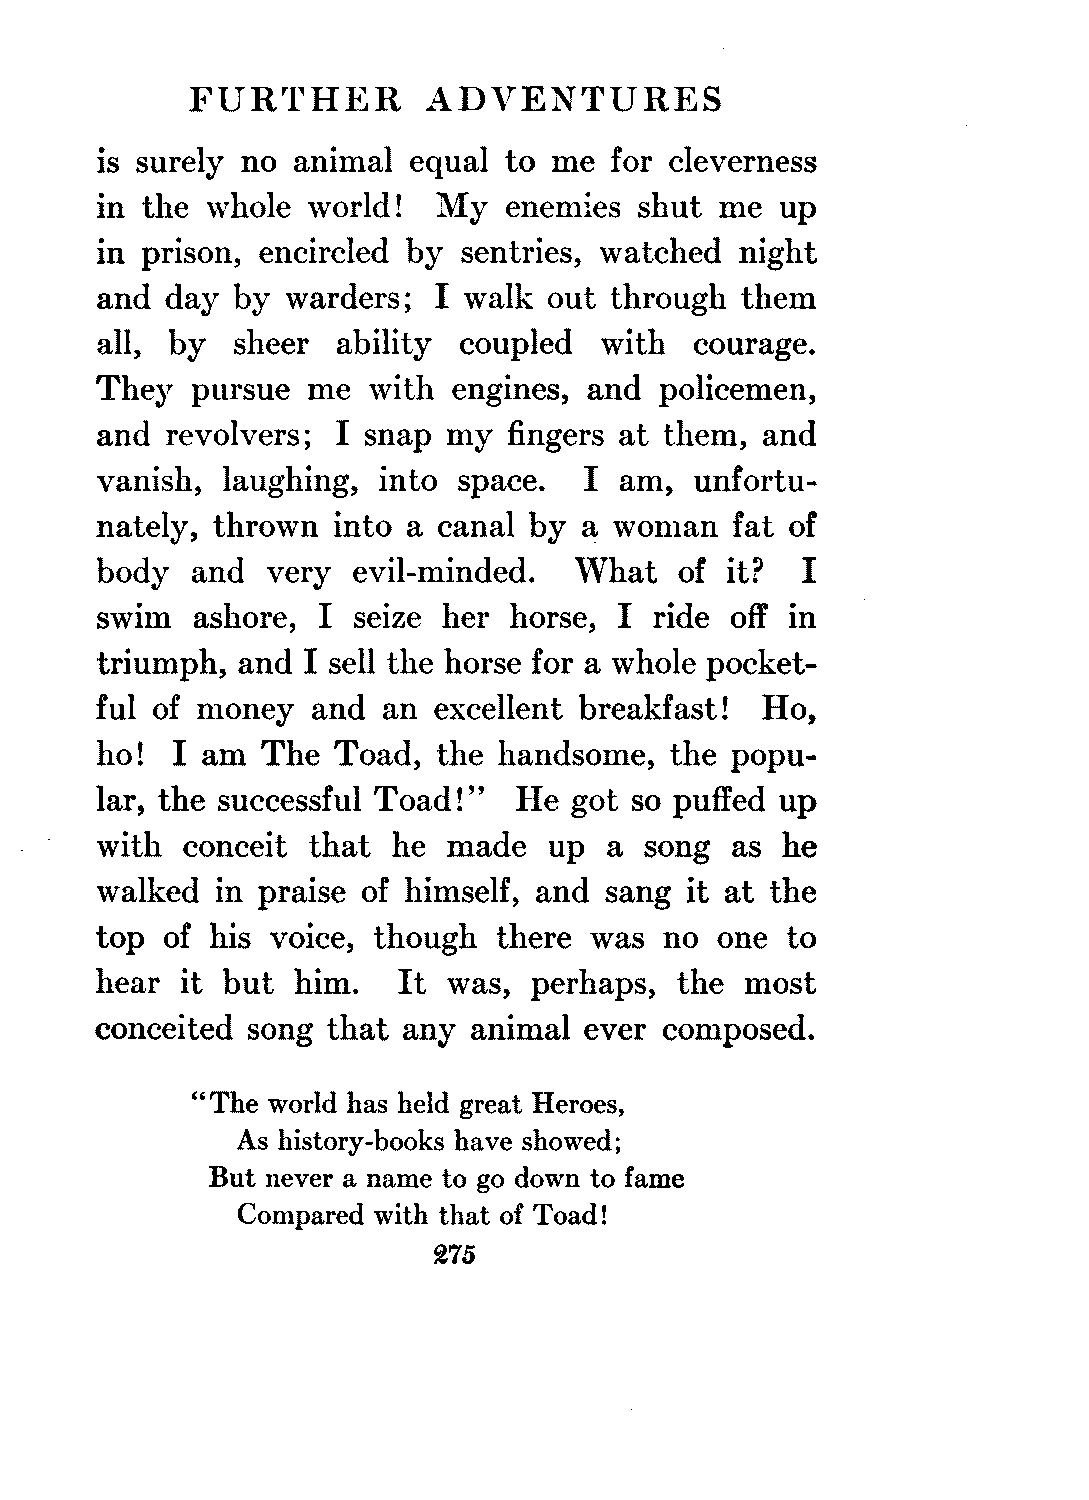 FURTHER ADVENTURES
is surely no animal equal to me for cleverness
in the whole world! My enemies shut me up
in prison, encircled by sentries, watched night
and day by warders; I walk out through them
all, by sheer ability coupled with courage.
They pursue me with engines, and policemen,
and revolvers; I snap my fingers at them, and
vanish, laughing, into space. I am, unfortu-
nately, thrown into a canal by a woman fat of
body and very evil-minded. What of it? I
swim ashore, I seize her horse, I ride off in
triumph, and I sell the horse for a whole pocket-
ful of money and an excellent breakfast! Ho,
ho! I am The Toad, the handsome, the popu-
lar, the successful Toad!” He got so puffed up
with conceit that he made up a song as he
walked in praise of himself, and sang it at the
top of his voice, though there was no one to
hear it but him. It was, perhaps, the most
conceited song that any animal ever composed.
“The world has held great Heroes,
As history-books have showed;
But never a name to go down to fame
Compared with that of Toad!
275